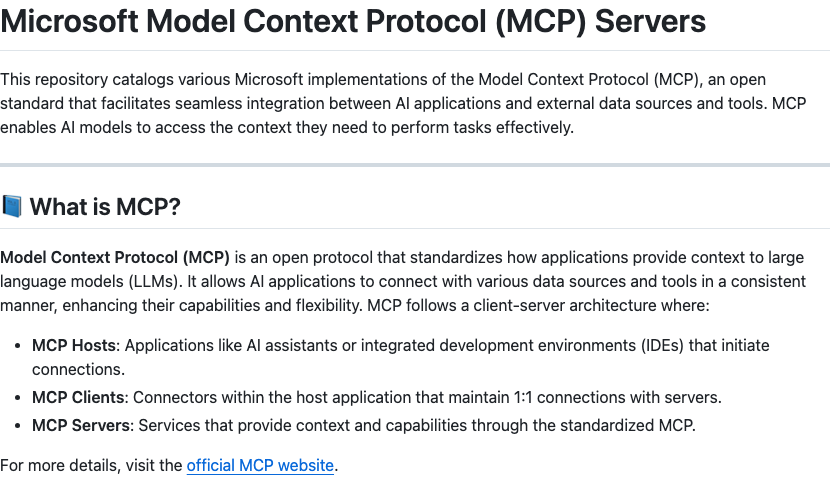 Microsoft Model Context Protocol (MCP) Servers
This repository catalogs various Microsoft implementations of the Model Context Protocol (MCP), an open
standard that facilitates seamless integration between AI applications and external data sources and tools. MCP
enables AI models to access the context they need to perform tasks effectively.
What is MCP?
Model Context Protocol (MCP) is an open protocol that standardizes how applications provide context to large
language models (LLMs). It allows AI applications to connect with various data sources and tools in a consistent
manner, enhancing their capabilities and flexibility. MCP follows a client-server architecture where:
• MCP Hosts: Applications like AI assistants or integrated development environments (IDEs) that initiate
connections.
• MCP Clients: Connectors within the host application that maintain 1:1 connections with servers.
• MCP Servers: Services that provide context and capabilities through the standardized MCP.
For more details, visit the official MCP website.